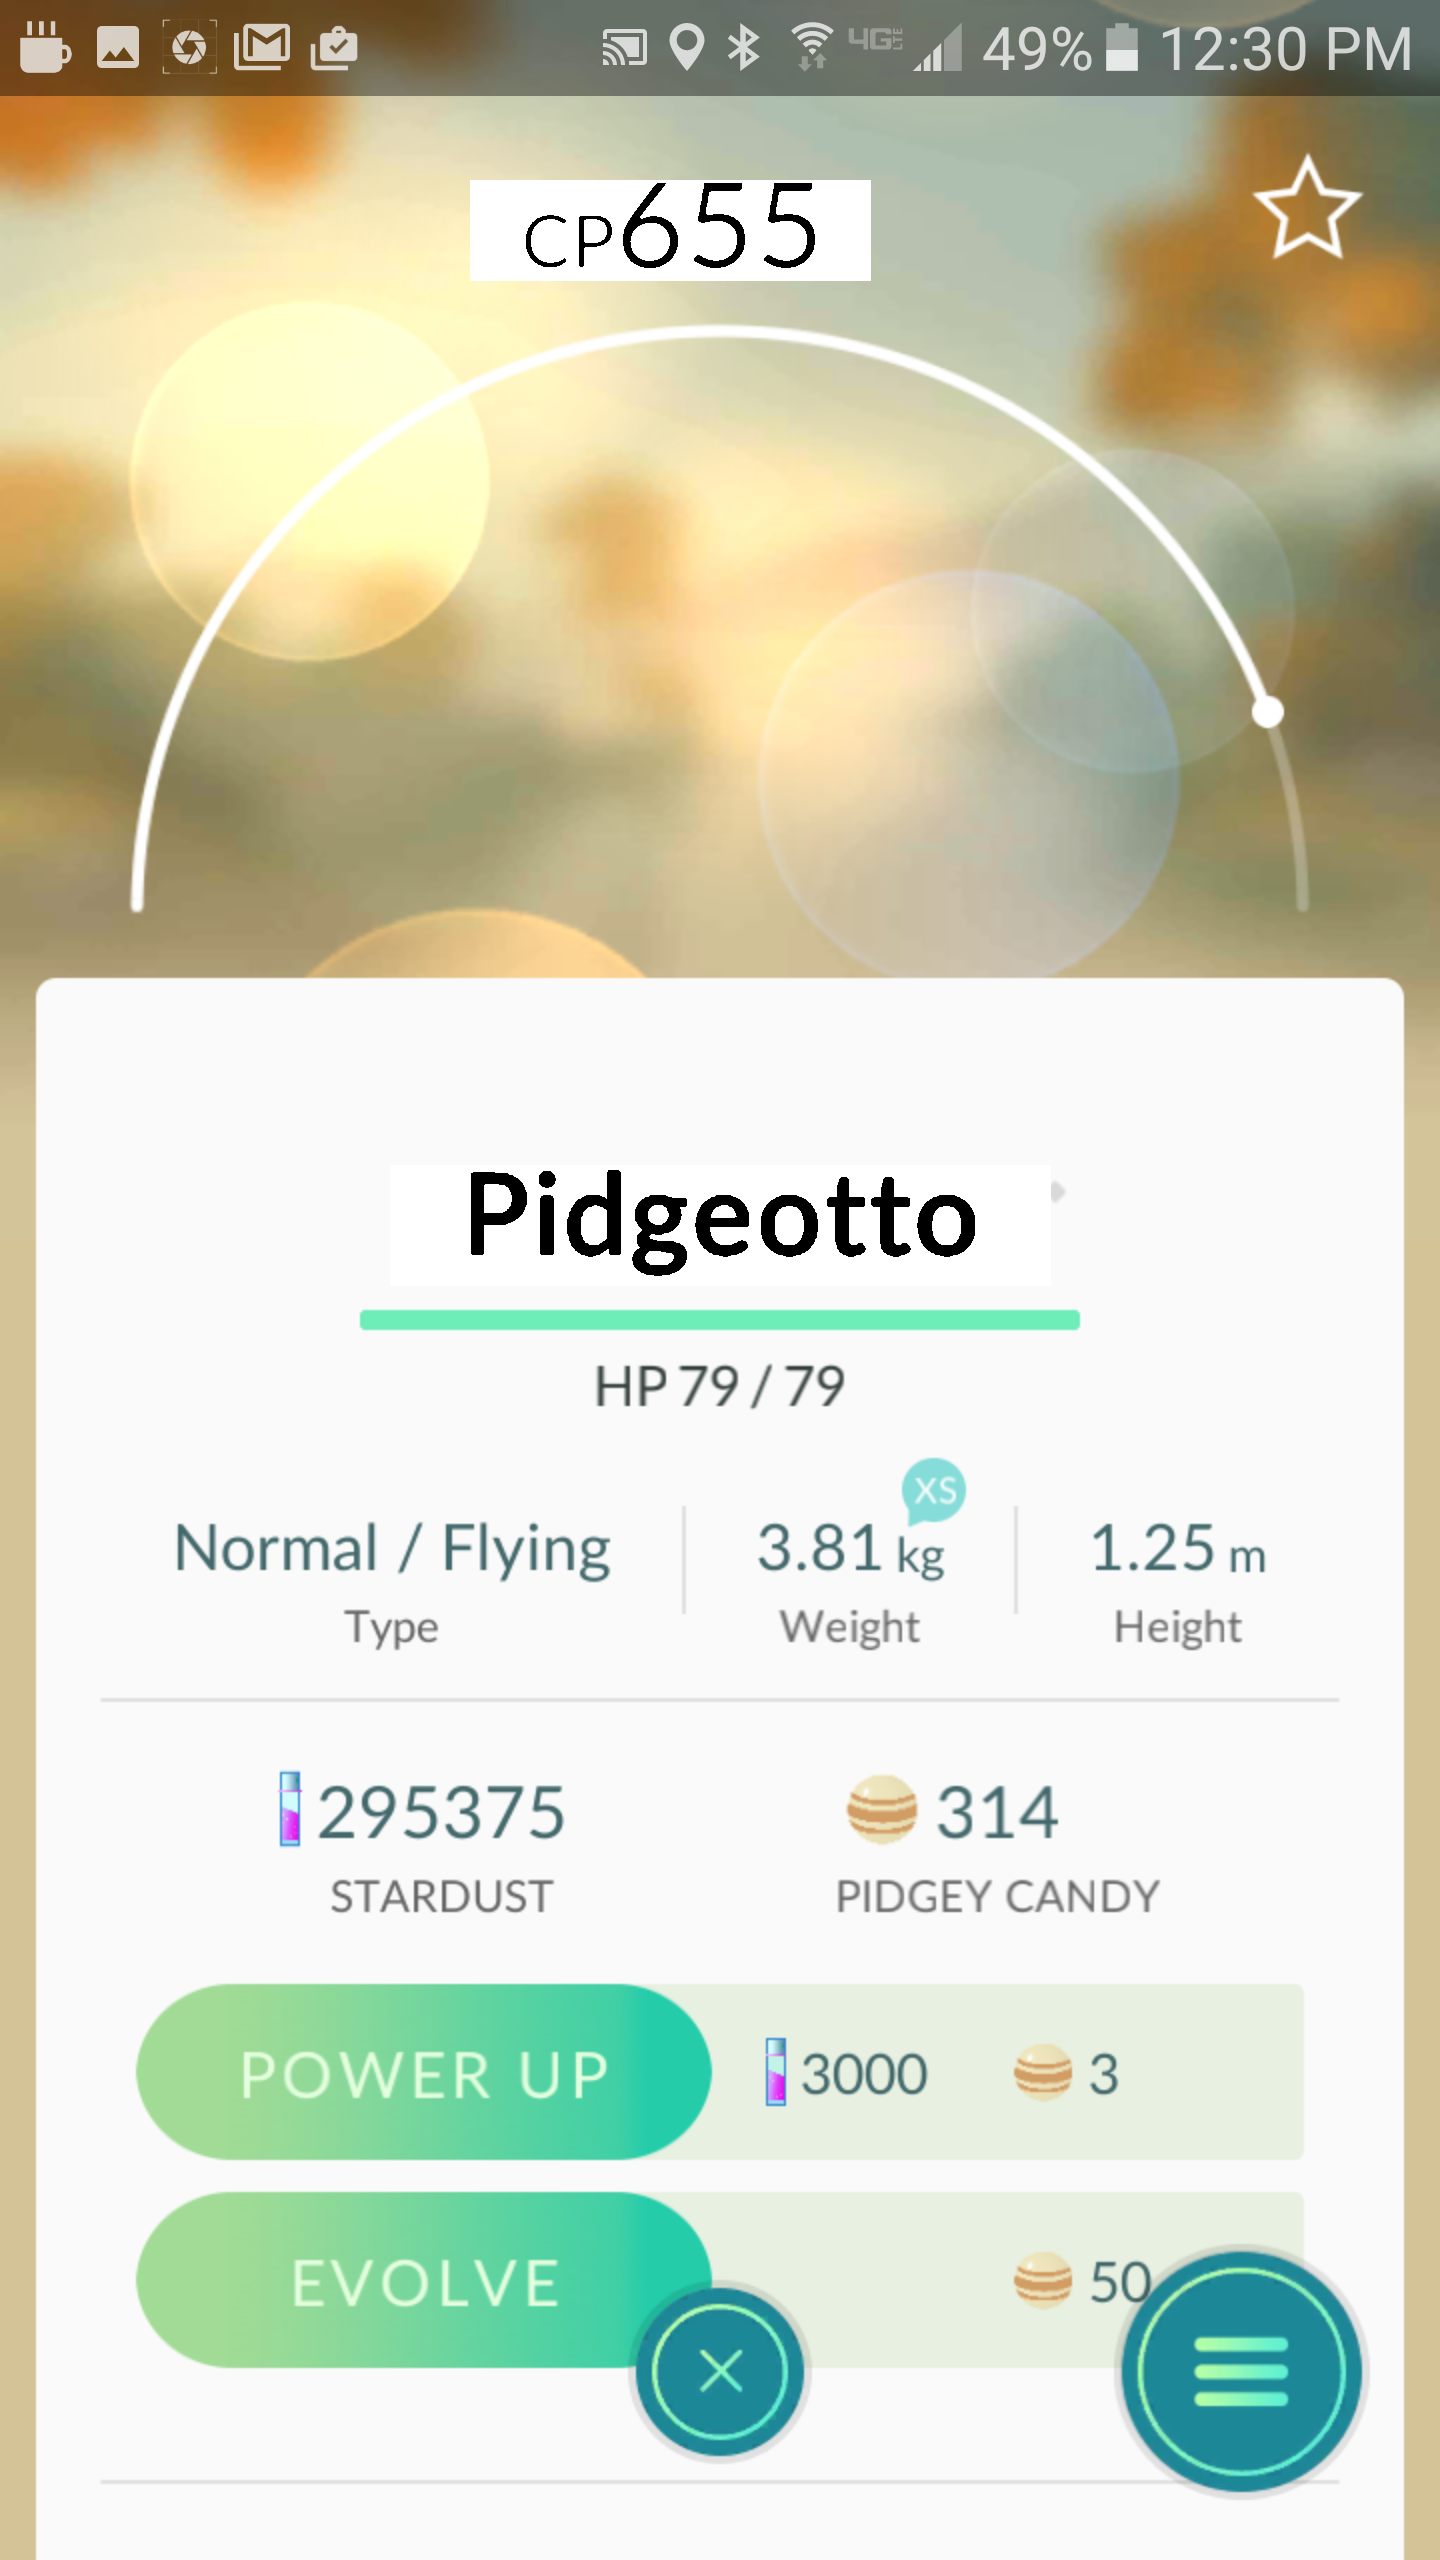 49% 12:30 PM
CP655
Pidgeotto
HP 79 / 79
XS
Normal / Flying 3.81 kg 1.25 m
Type Weight Height
295375 314
STARDUST PIDGEY CANDY
POWER UP 3000 3
EVOLVE 50